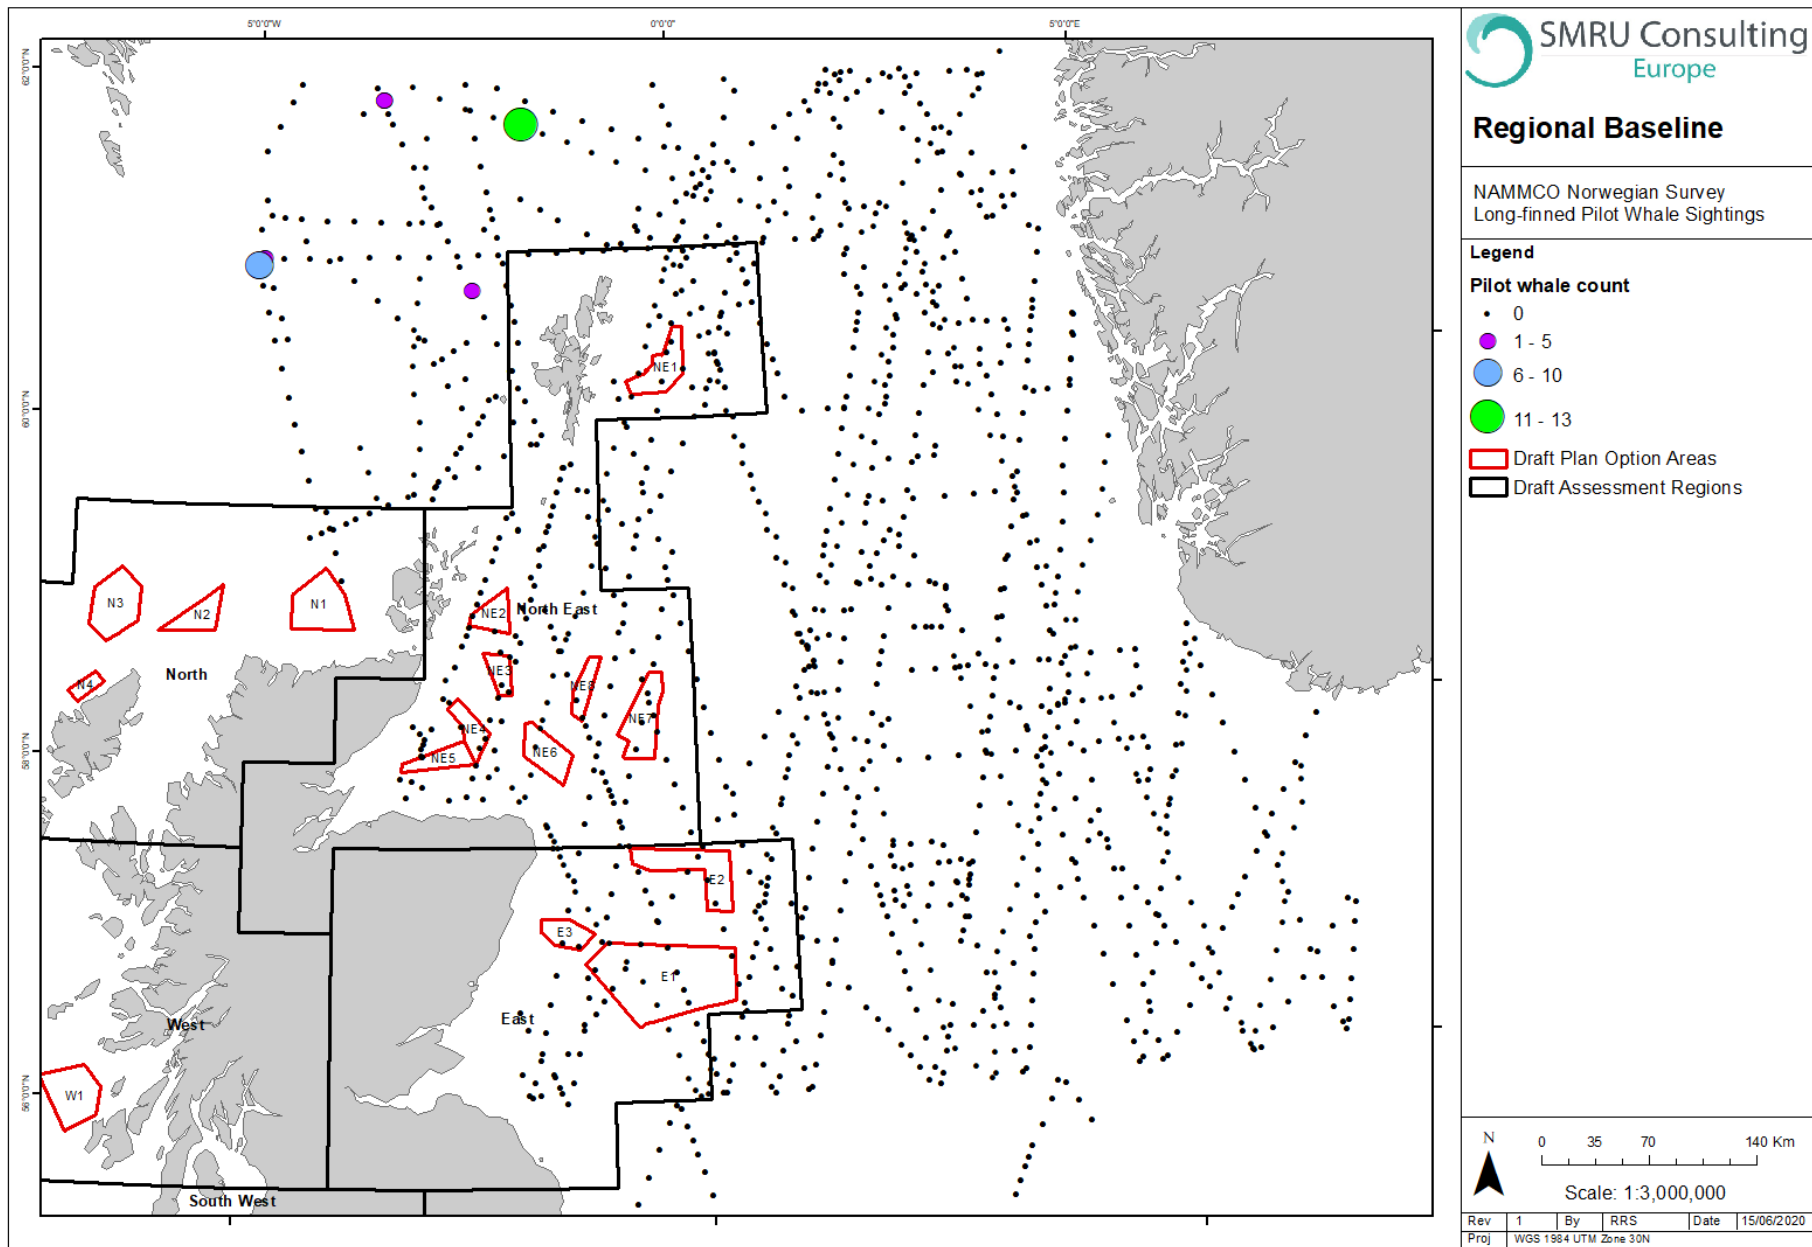 5°0'0"W
0°0'0"
5°0'0"E
62°0'0"N
60°0'0"N
58°0'0"N
56°0'0"N
NE1
N3
N2
N1
NE2
North East
North
N4
NE3
NE8
NE7
NE4
NE5
NE6
E2
E3
E1
East
West
W1
South West
SMRU Consulting
Europe
Regional Baseline
NAMMCO Norwegian Survey
Long-finned Pilot Whale Sightings
Legend
Pilot whale count
0
1 - 5
6 - 10
11 - 13
Draft Plan Option Areas
Draft Assessment Regions
N
0 35 70 140 Km
Scale: 1:3,000,000
Rev 1 By RRS Date 15/06/2020
Proj WGS 1984 UTM Zone 30N